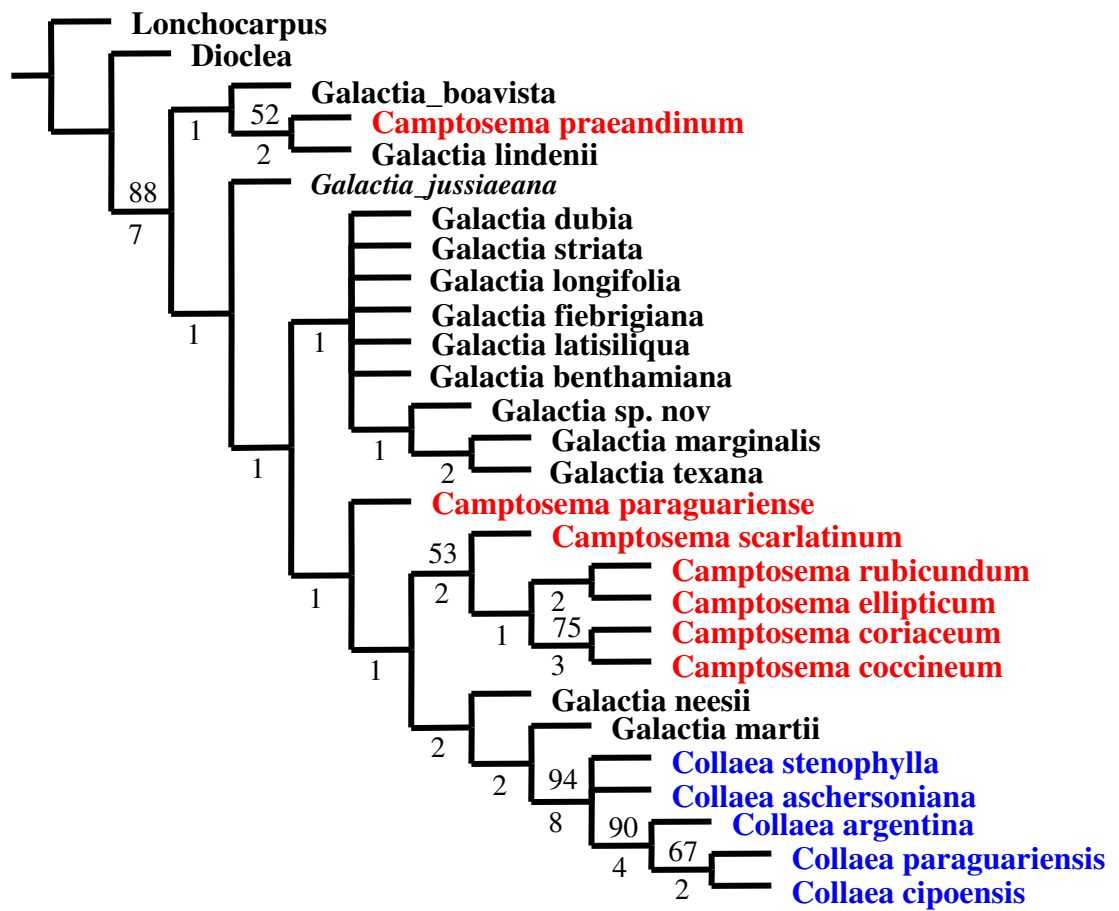 Lonchocarpus
Dioclea
Galactia_boavista
52
1
Camptosema praeandinum
2
Galactia lindenii
Galactia_jussiaeana
88
7
Galactia dubia
Galactia striata
Galactia longifolia
Galactia fiebrigiana
1
1
Galactia latisiliqua
Galactia benthamiana
Galactia sp. nov
1
Galactia marginalis
1
2
Galactia texana
Camptosema paraguariense
Camptosema scarlatinum
53
Camptosema rubicundum
1
2
2
Camptosema ellipticum
1
75
Camptosema coriaceum
1
3
Camptosema coccineum
Galactia neesii
Galactia martii
2
Collaea stenophylla
2
94
Collaea aschersoniana
8
90
Collaea argentina
4
67
Collaea paraguariensis
2
Collaea cipoensis